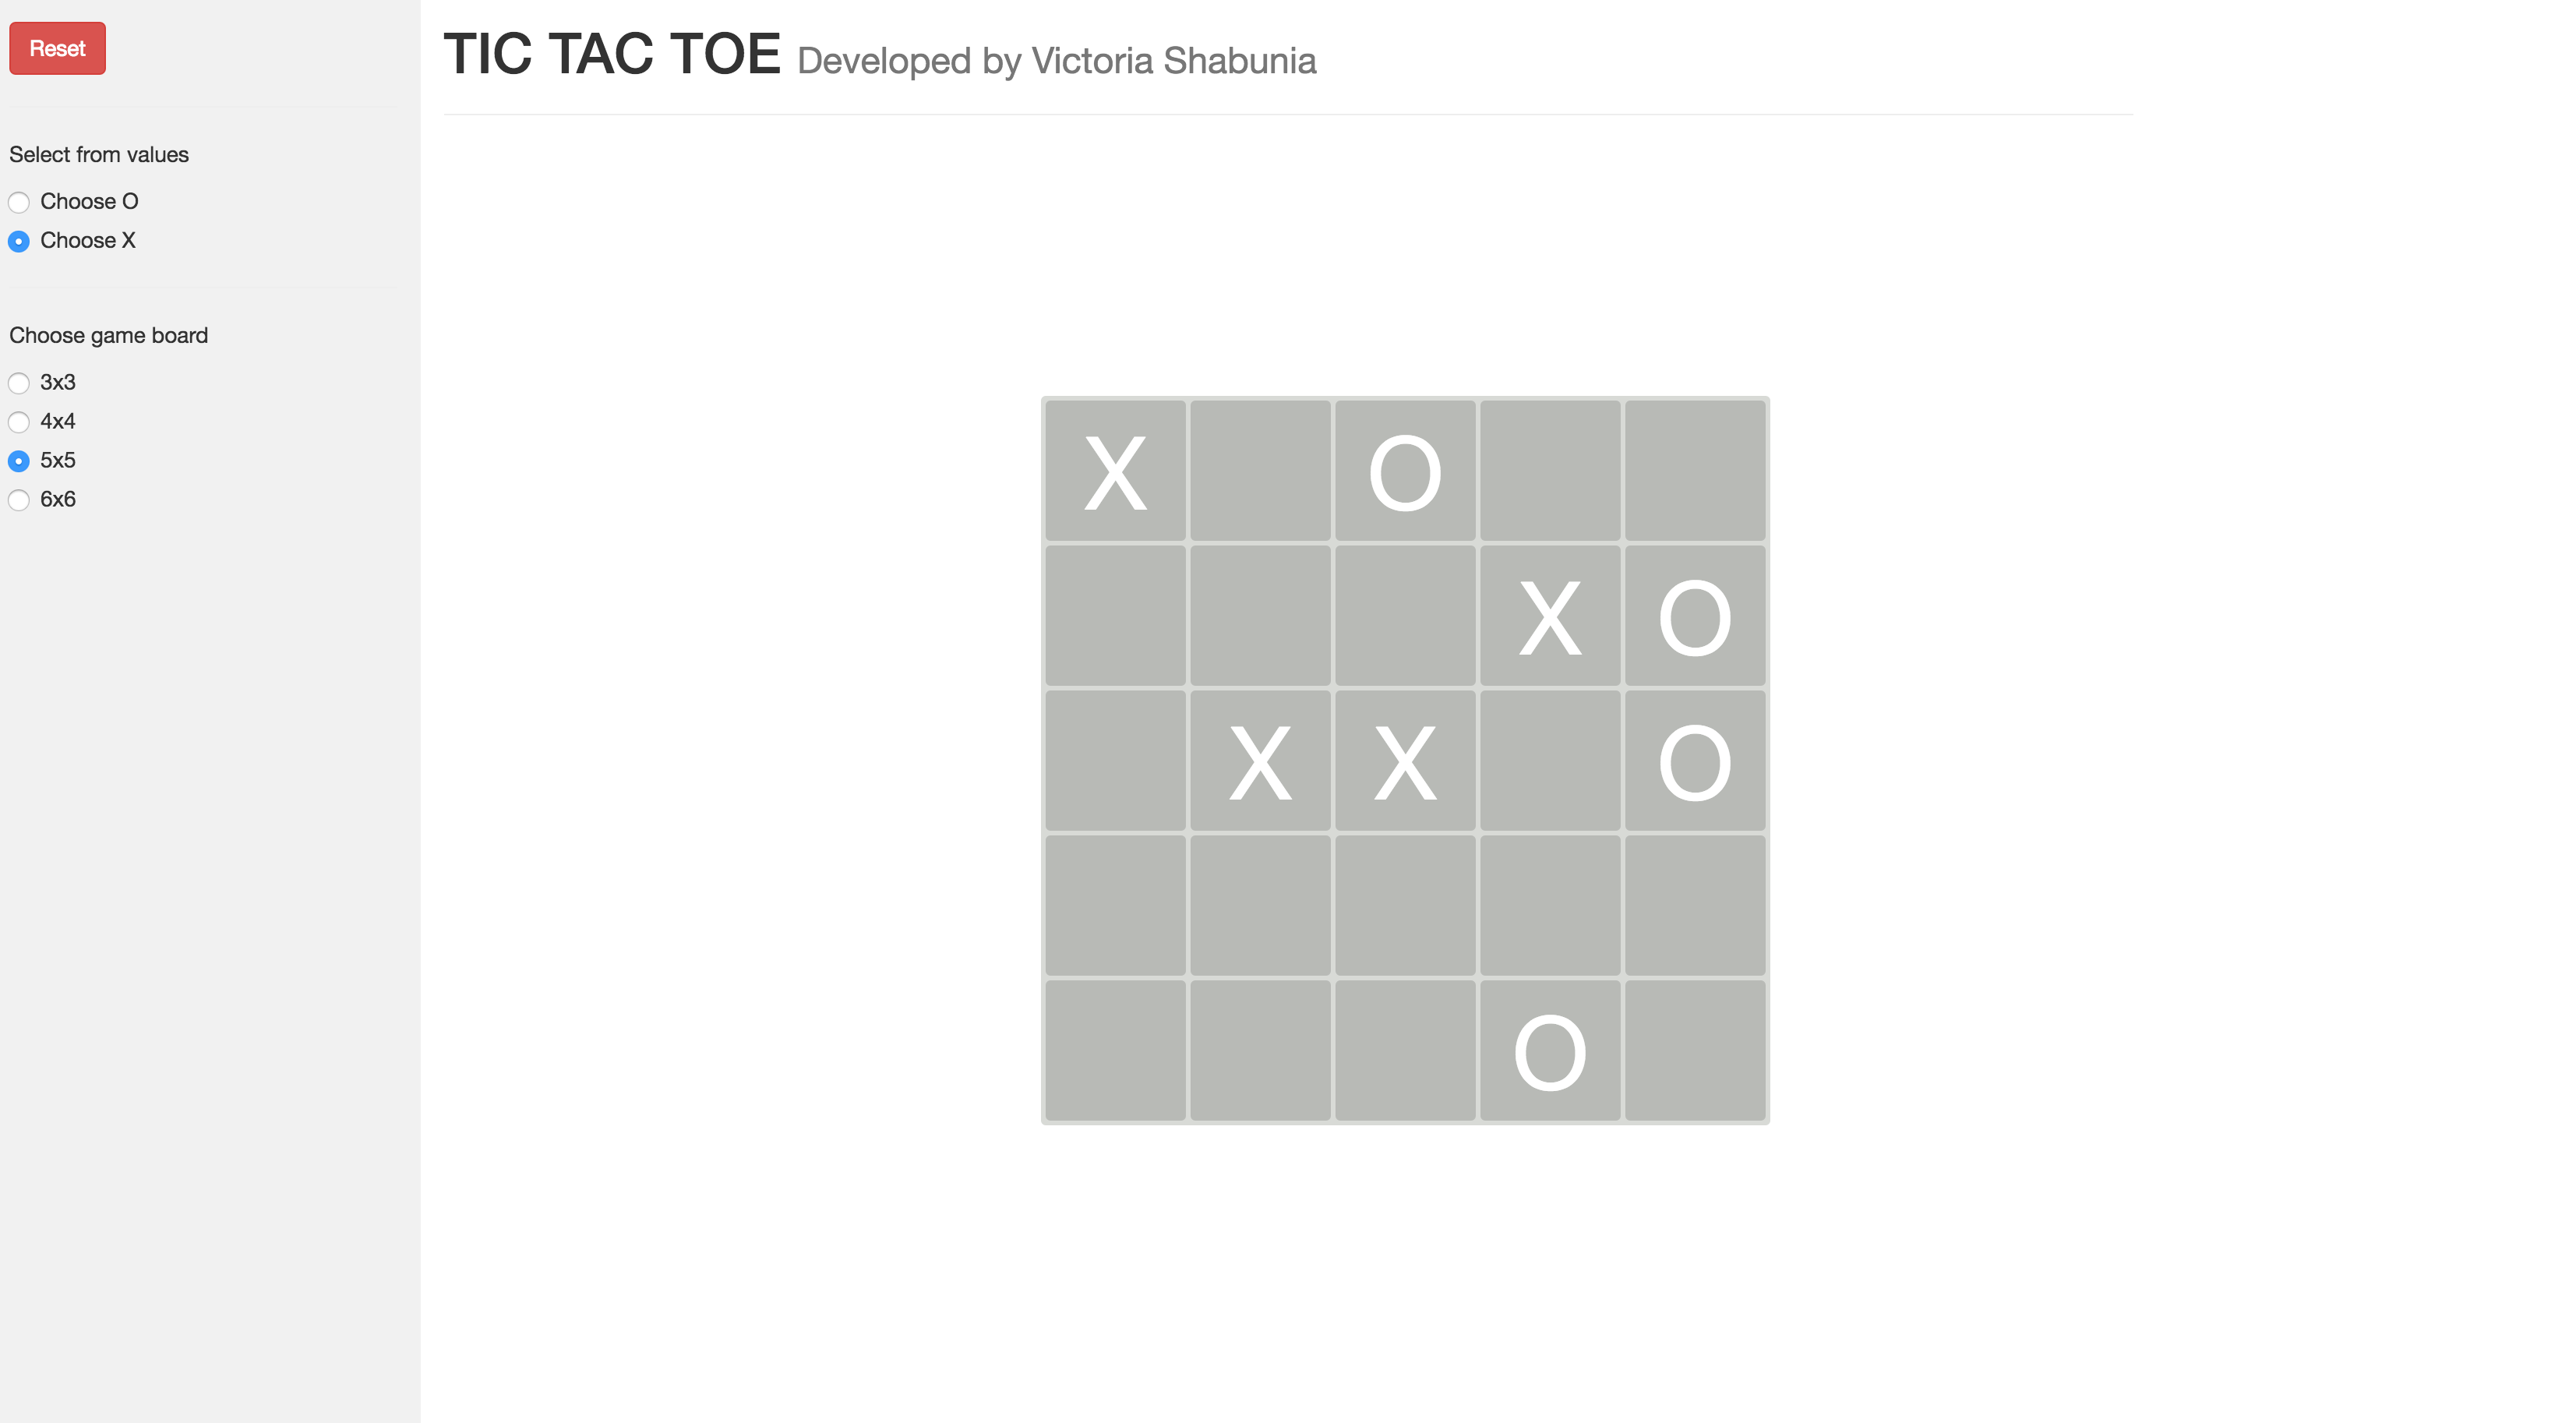 Reset
TIC TAC TOE Developed by Victoria Shabunia
Select from values
Choose O
Choose X
Choose game board
3x3
4x4
5x5
6x6
X O
X O
X X O
O